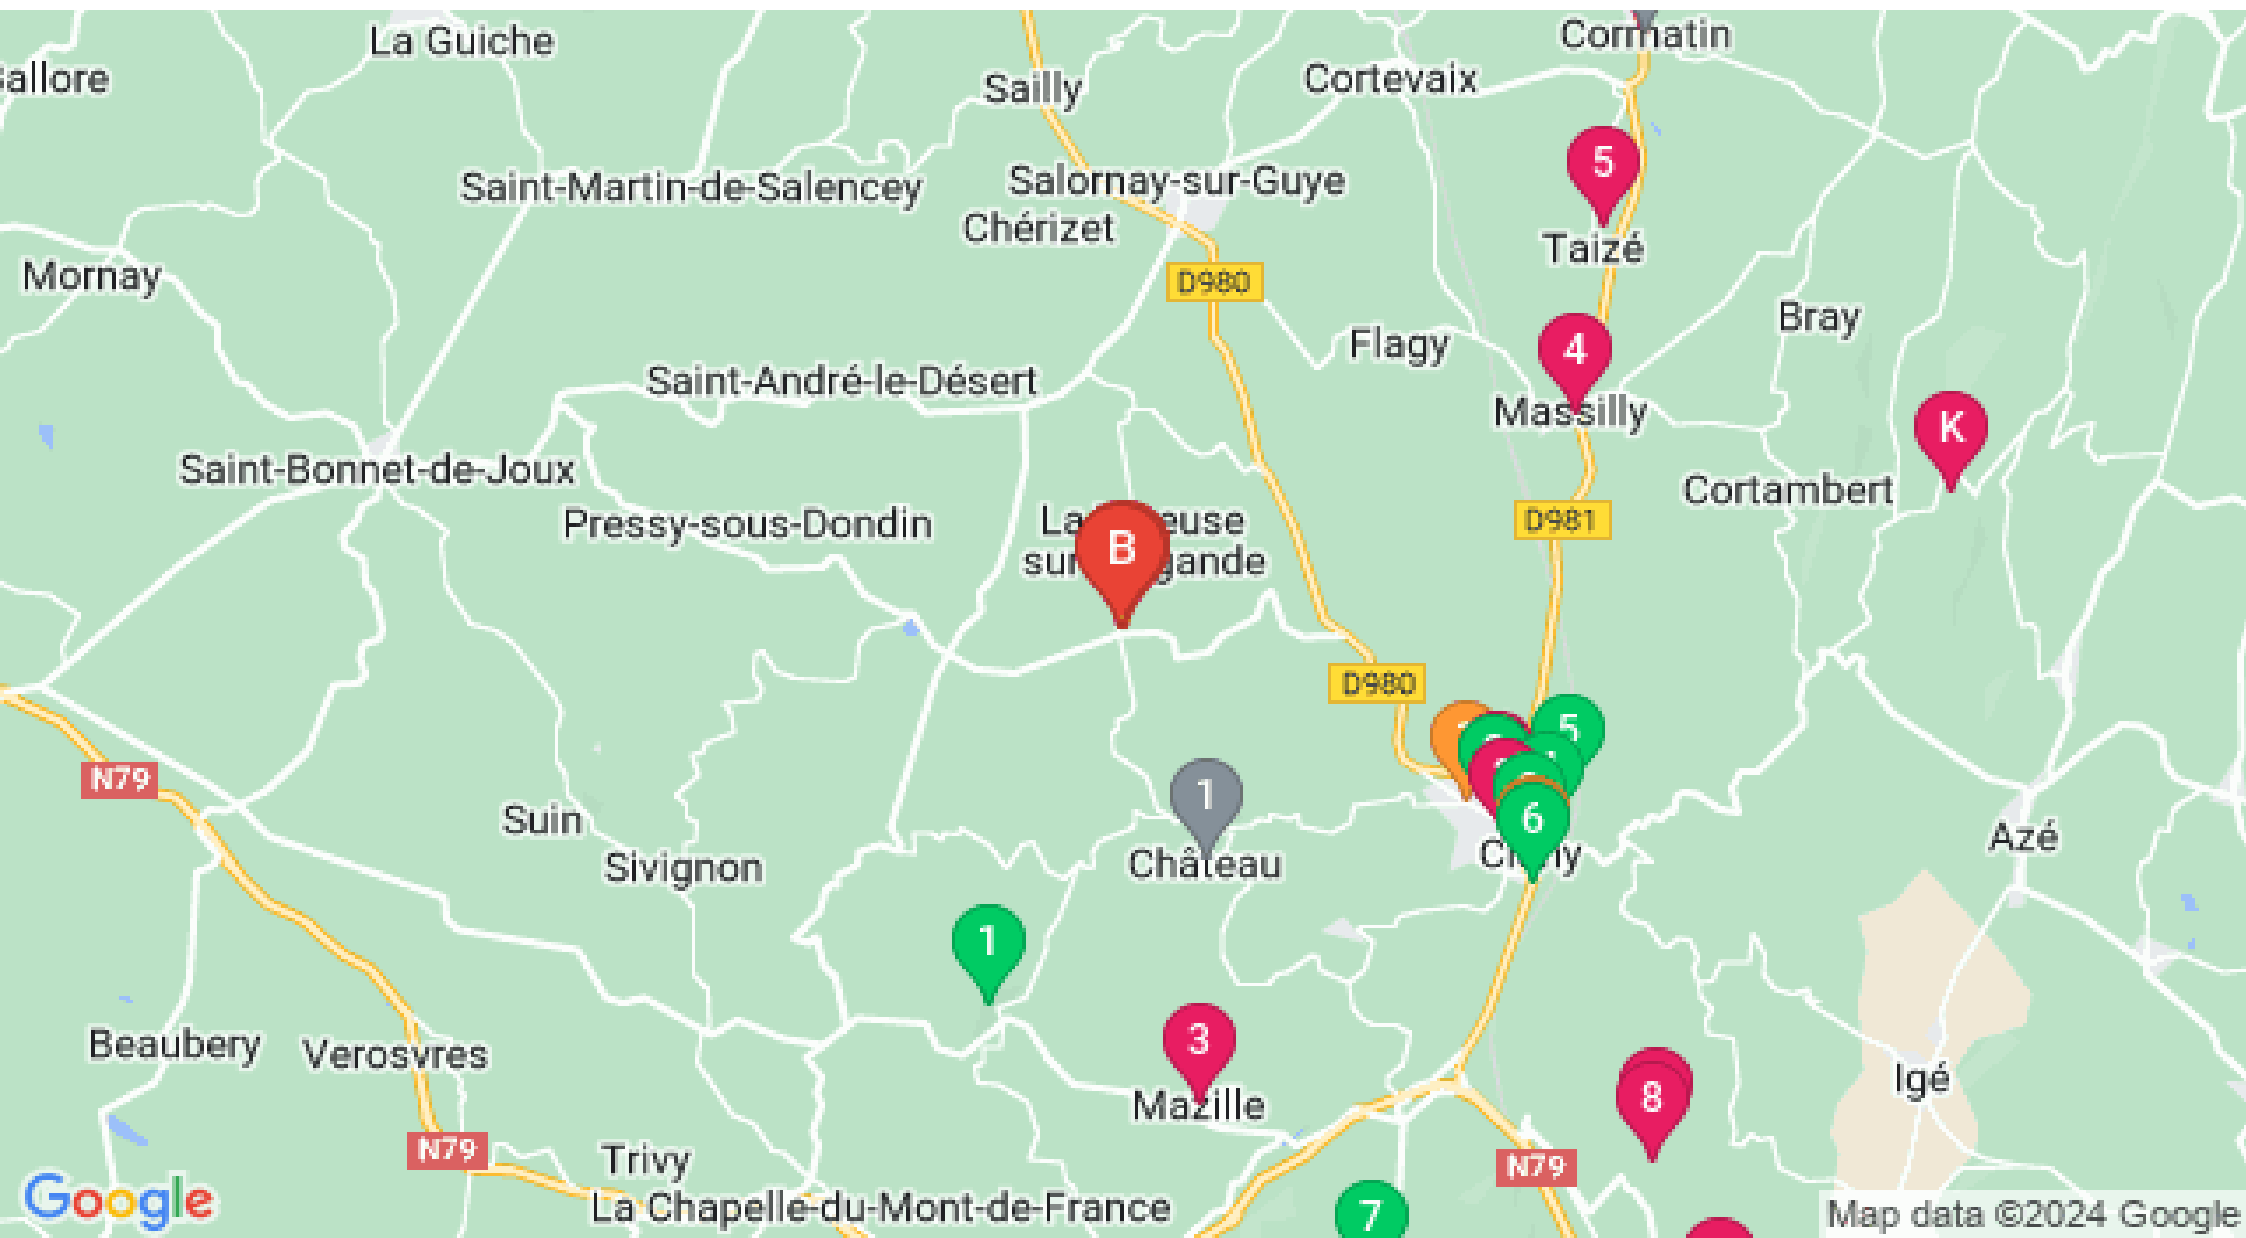 La Guiche
Cormatin
allore
Sailly
Cortevaix
5
Saint-Martin-de-Salencey
Salornay-sur-Guye
Chérizet
Taizé
Mornay
D980
Bray
4
Flagy
Saint-André-le-Désert
Massilly
K
Saint-Bonnet-de-Joux
Cortambert
Pressy-sous-Dondin
D981
B
D980
5
N79
1
Suin
6
Azé
Sivignon
Château
1
3
Beaubery
Verosvres
Igé
8
Mazille
N79
Trivy
N79
La Chapelle-du-Mont-de-France
7
Google
Map data ©2024 Google